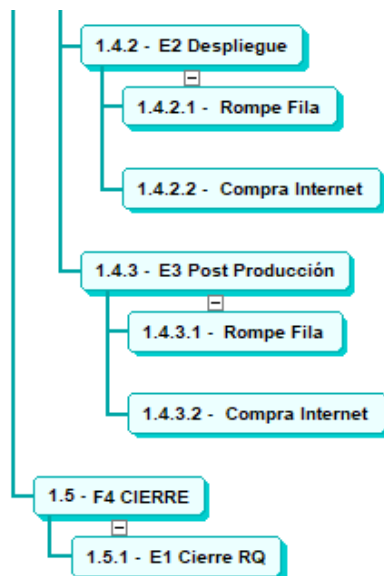 1.4.2 - E2 Despliegue
1.4.2.1 - Rompe Fila
1.4.2.2 - Compra Internet
1.4.3 - E3 Post Producción
1.4.3.1 - Rompe Fila
1.4.3.2 - Compra Internet
1.5 - F4 CIERRE
1.5.1 - E1 Cierre RQ